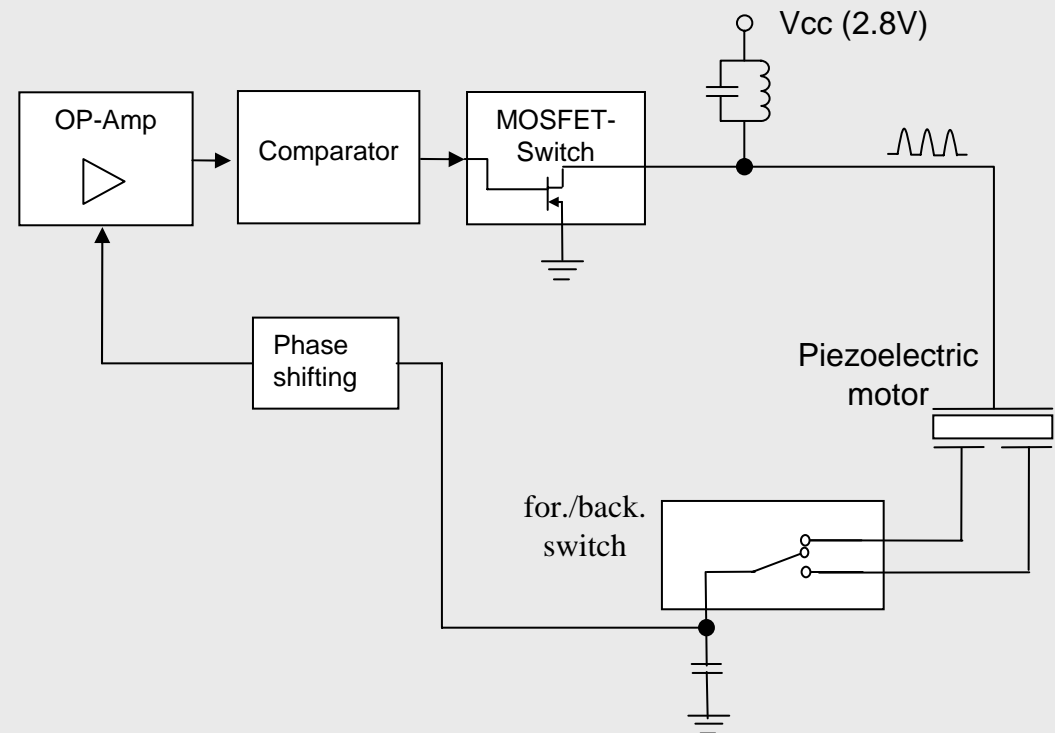 Vcc (2.8V)
OP-Amp
Comparator
MOSFET-
Switch
Phase
shifting
Piezoelectric
motor
for./back.
switch